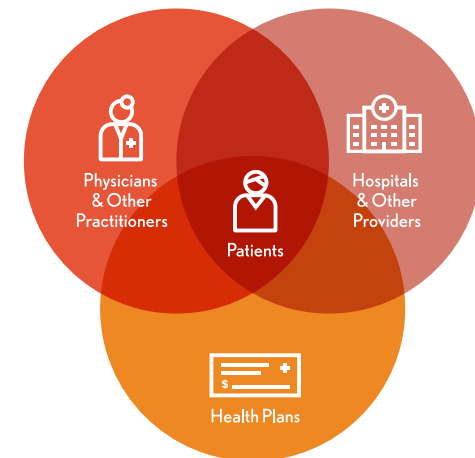 Physicians
& Other
Practitioners
Hospitals
& Other
Providers
Patients
$
Health Plans